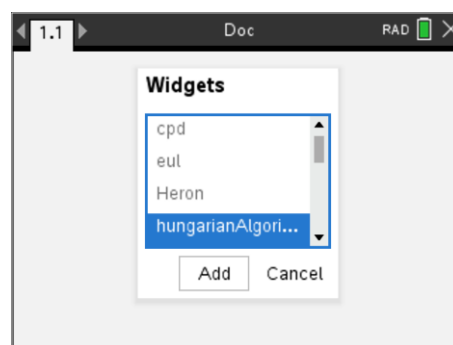 1.1 Doc RAD
Widgets
cpd
eul
Heron
hungarianAlgori...
Add Cancel